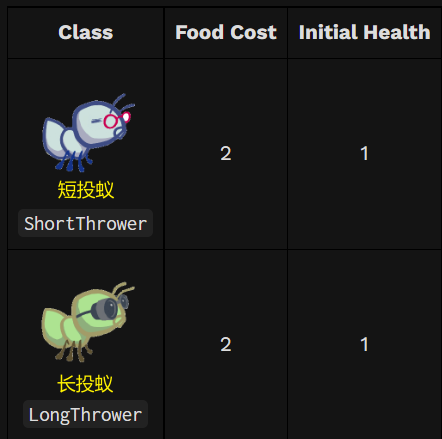 Class Food Cost Initial Health
短投蚁 2 1
ShortThrower
长投蚁 2 1
LongThrower